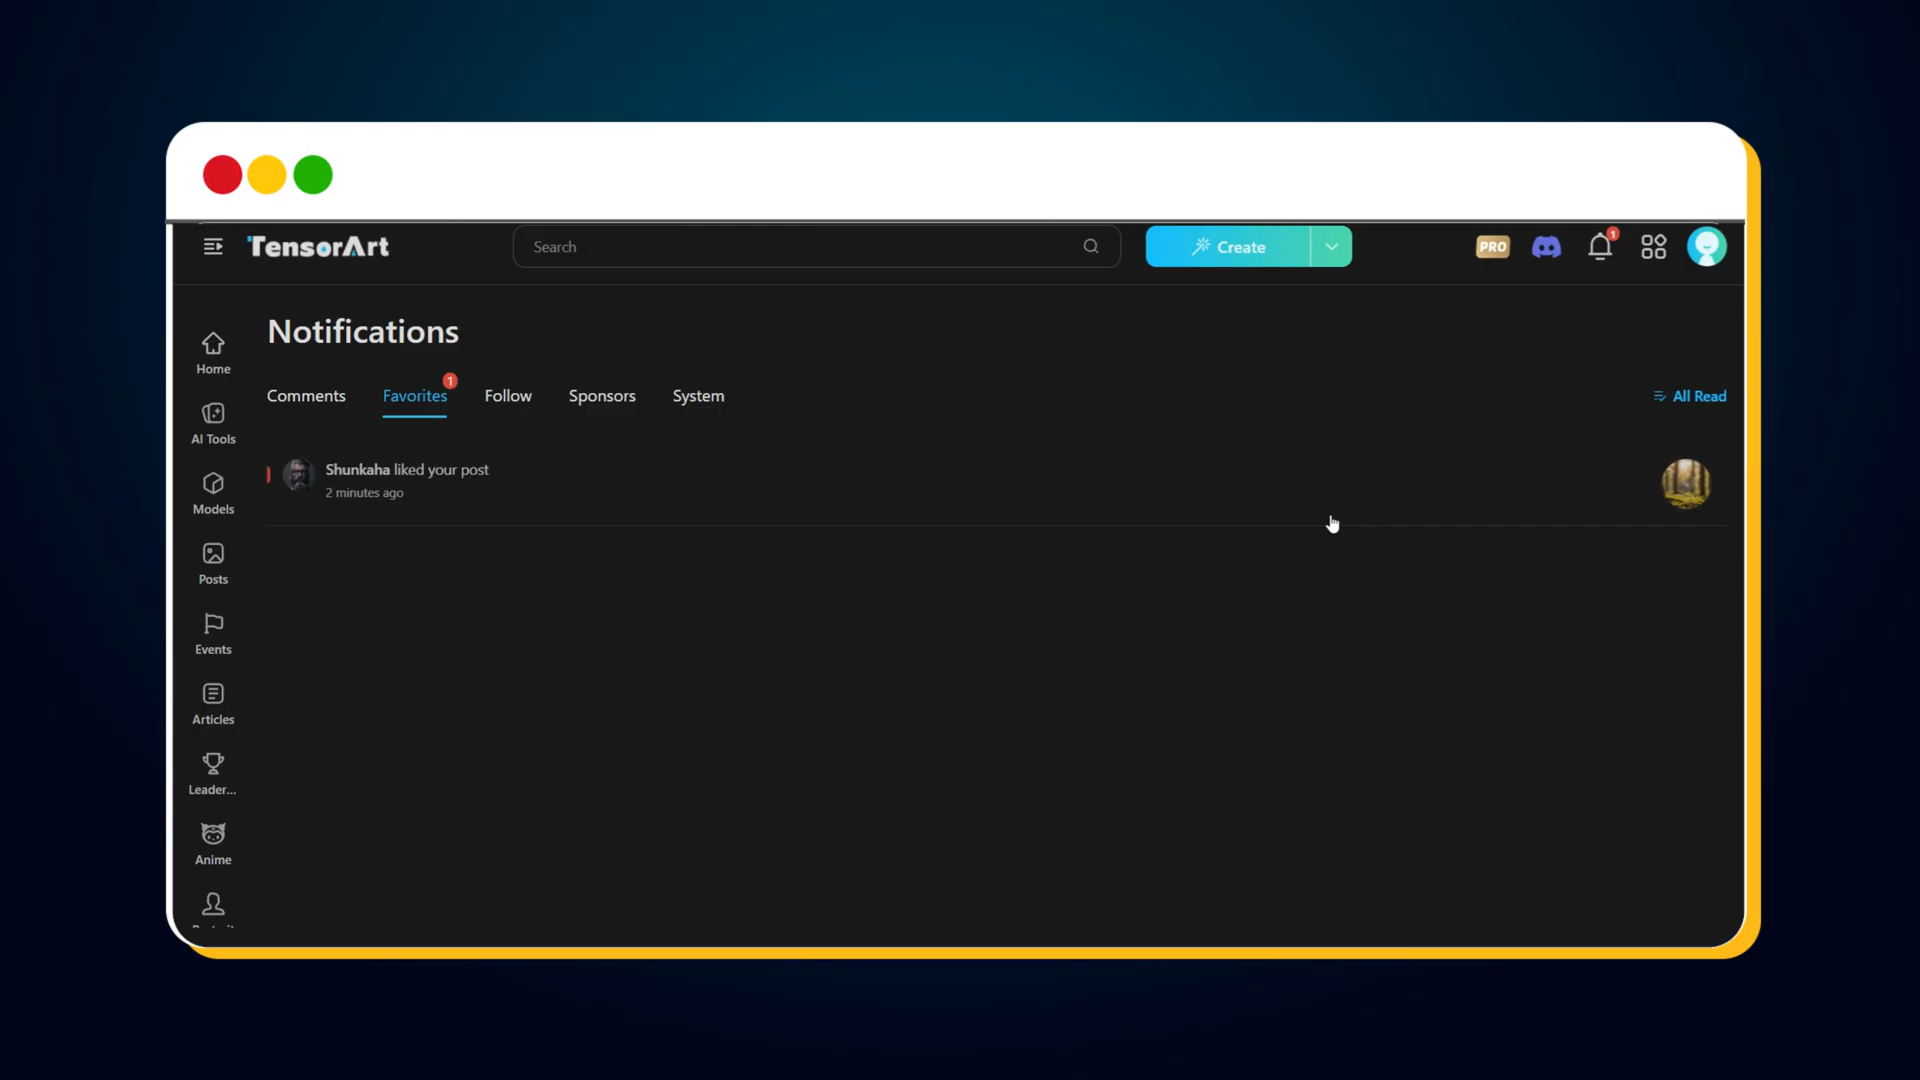 TensorArt
Search
Create
PRO
1
Notifications
Comments
Favorites
1
Follow
Sponsors
System
All Read
Shunkaha liked your post
2 minutes ago
Home
AI Tools
Models
Posts
Events
Articles
Leader...
Anime